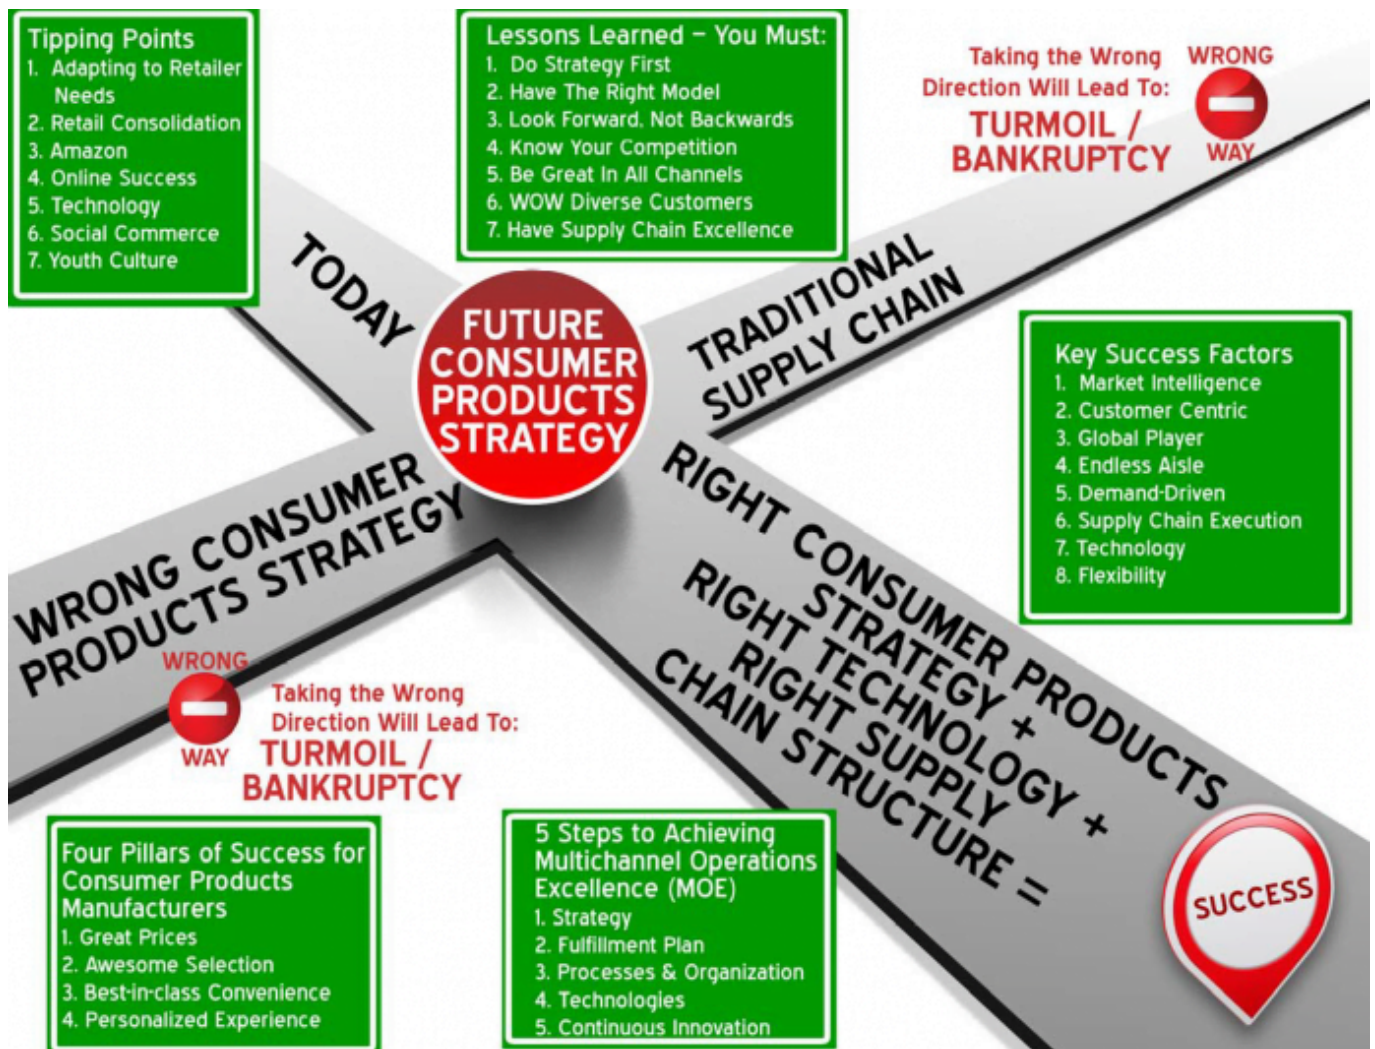 Tipping Points
1. Adapting to Retailer
Needs
2. Retail Consolidation
3. Amazon
4. Online Success
5. Technology
6. Social Commerce
7. Youth Culture
Lessons Learned – You Must:
1. Do Strategy First
2. Have The Right Model
3. Look Forward, Not Backwards
4. Know Your Competition
5. Be Great In All Channels
6. WOW Diverse Customers
7. Have Supply Chain Excellence
Taking the Wrong
Direction Will Lead To:
TURMOIL /
BANKRUPTCY
WRONG
WAY
TODAY
FUTURE
CONSUMER
PRODUCTS
STRATEGY
TRADITIONAL
SUPPLY CHAIN
Key Success Factors
1. Market Intelligence
2. Customer Centric
3. Global Player
4. Endless Aisle
5. Demand-Driven
6. Supply Chain Execution
7. Technology
8. Flexibility
WRONG CONSUMER
PRODUCTS STRATEGY
WRONG
WAY
Taking the Wrong
Direction Will Lead To:
TURMOIL /
BANKRUPTCY
RIGHT CONSUMER PRODUCTS
STRATEGY +
RIGHT TECHNOLOGY +
RIGHT SUPPLY
CHAIN STRUCTURE =
SUCCESS
Four Pillars of Success for
Consumer Products
Manufacturers
1. Great Prices
2. Awesome Selection
3. Best-in-class Convenience
4. Personalized Experience
5 Steps to Achieving
Multichannel Operations
Excellence (MOE)
1. Strategy
2. Fulfillment Plan
3. Processes & Organization
4. Technologies
5. Continuous Innovation